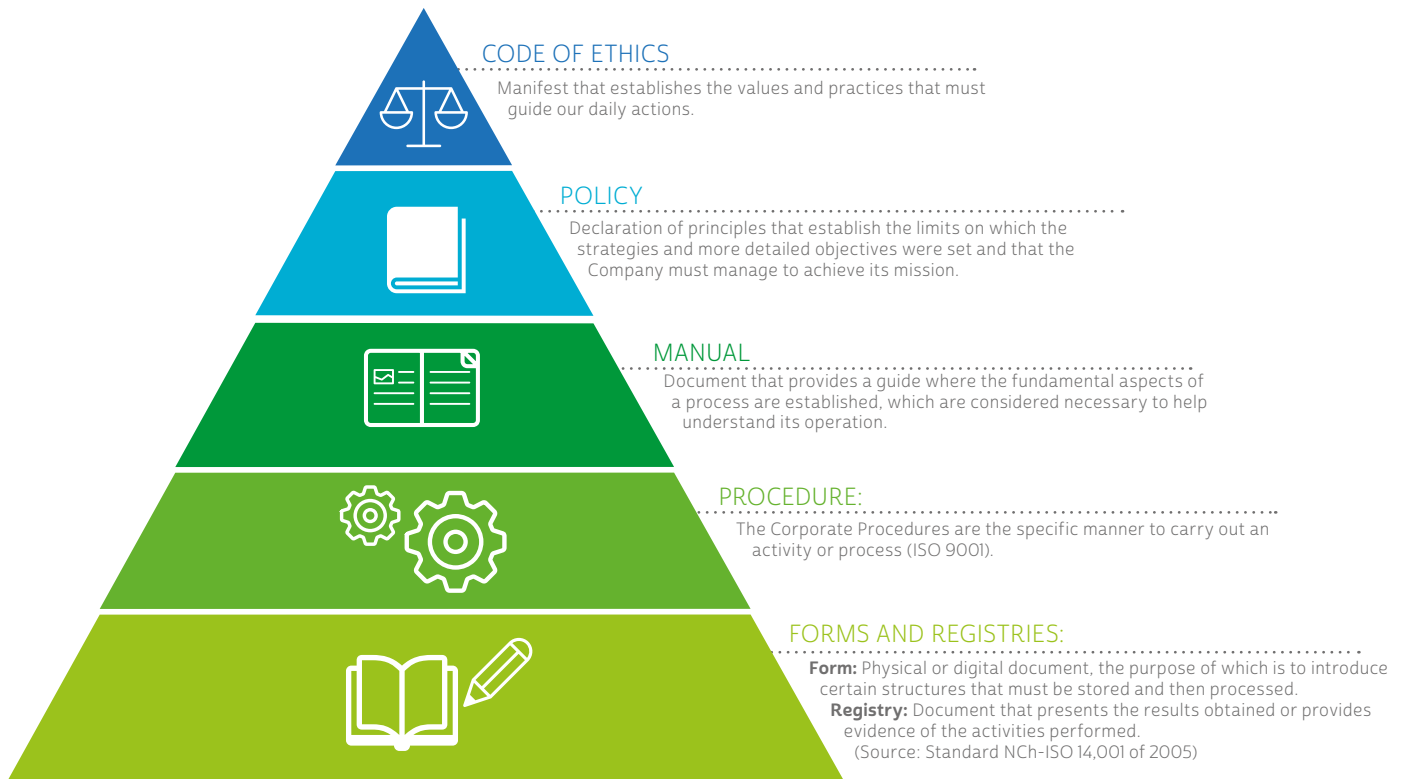 CODE OF ETHICS
Manifest that establishes the values and practices that must
guide our daily actions.
POLICY
Declaration of principles that establish the limits on which the
strategies and more detailed objectives were set and that the
Company must manage to achieve its mission.
MANUAL
Document that provides a guide where the fundamental aspects of
a process are established, which are considered necessary to help
understand its operation.
PROCEDURE:
The Corporate Procedures are the specific manner to carry out an
activity or process (ISO 9001).
FORMS AND REGISTRIES:
Form: Physical or digital document, the purpose of which is to introduce
certain structures that must be stored and then processed.
Registry: Document that presents the results obtained or provides
evidence of the activities performed.
(Source: Standard NCh-ISO 14,001 of 2005)